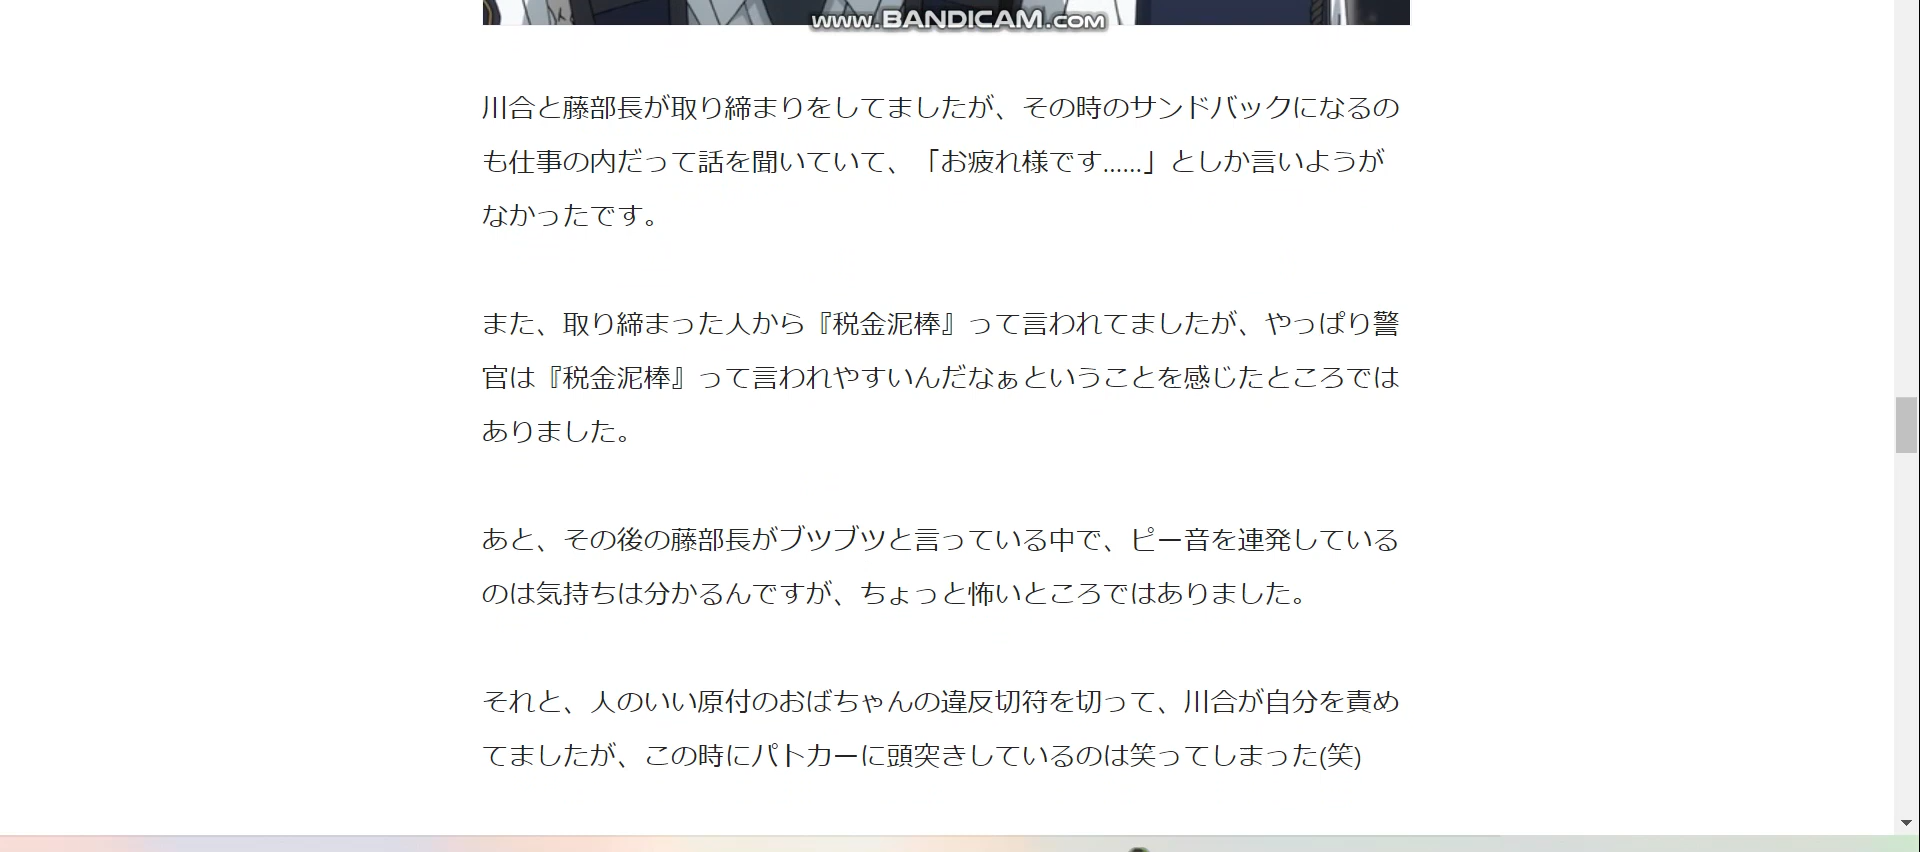 www.BANDICAM.com
川合と藤部長が取り締まりをしてましたが、その時のサンドバックになるの
も仕事の内だって話を聞いていて、「お疲れ様です……」としか言いようが
なかったです。
また、取り締まった人から『税金泥棒』って言われてましたが、やっぱり警
官は『税金泥棒』って言われやすいんだなぁということを感じたところでは
ありました。
あと、その後の藤部長がブツブツと言っている中で、ピー音を連発している
のは気持ちは分かるんですが、ちょっと怖いところではありました。
それと、人のいい原付のおばちゃんの違反切符を切って、川合が自分を責め
てましたが、この時にパトカーに頭突きしているのは笑ってしまった(笑)